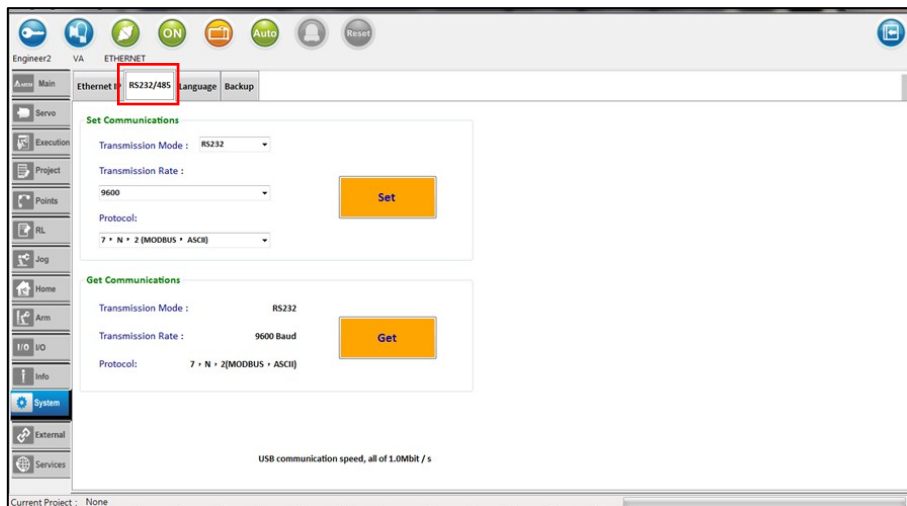 ON
Auto
Reset
Engineer2 VA ETHERNET
Main
Servo
Execution
Project
Points
RL
Jog
Home
Arm
I/O I/O
Info
System
External
Services
Ethernet IP RS232/485 Language Backup
Set Communications
Transmission Mode : RS232
Transmission Rate :
9600
Set
Protocol:
7，N，2 (MODBUS，ASCII)
Get Communications
Transmission Mode : RS232
Transmission Rate : 9600 Baud
Get
Protocol: 7，N，2(MODBUS，ASCII)
USB communication speed, all of 1.0Mbit / s
Current Project : None